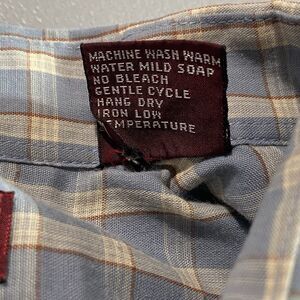 MACHINE WASH WARM
WATER MILD SOAP
NO BLEACH
GENTLE CYCLE
HANG DRY
IRON LOW
TEMPERATURE